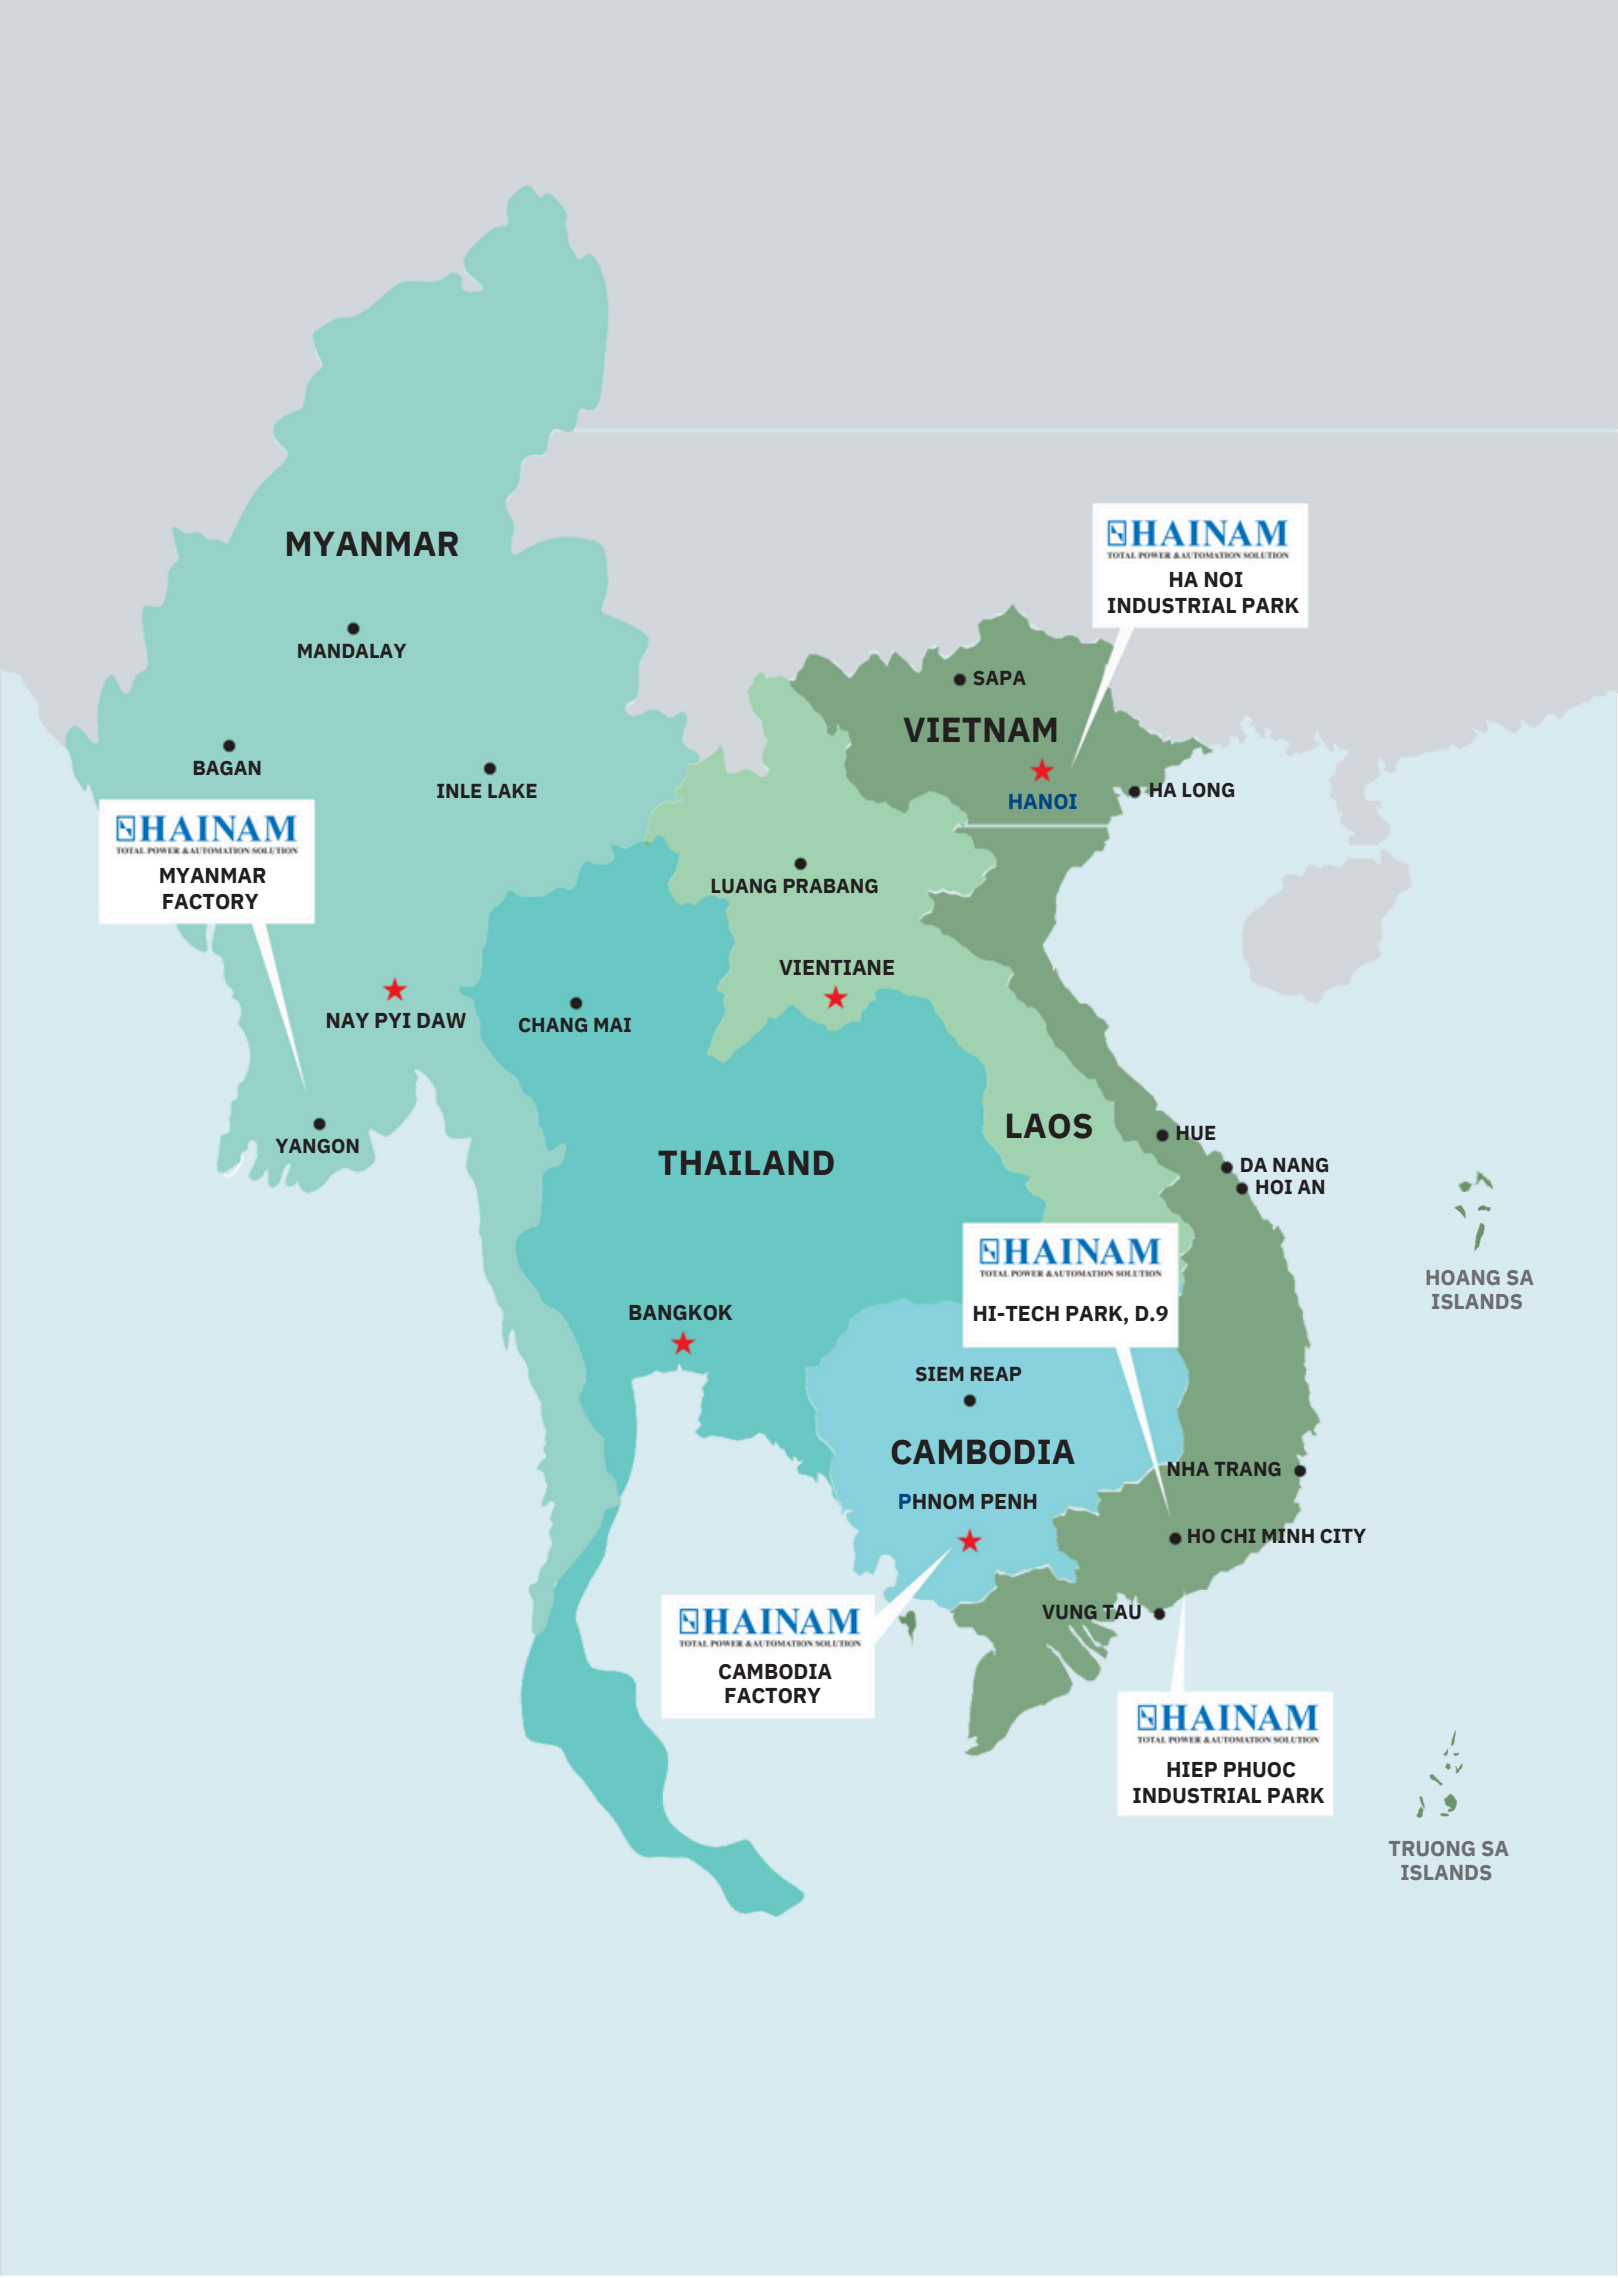 HAINAM
TOTAL POWER & AUTOMATION SOLUTION
HA NOI
INDUSTRIAL PARK
MYANMAR
MANDALAY
SAPA
VIETNAM
BAGAN
INLE LAKE
HANOI
HA LONG
HAINAM
TOTAL POWER & AUTOMATION SOLUTION
MYANMAR
FACTORY
LUANG PRABANG
VIENTIANE
NAY PYI DAW
CHANG MAI
LAOS
YANGON
THAILAND
HUE
DA NANG
HOI AN
HAINAM
TOTAL POWER & AUTOMATION SOLUTION
HI-TECH PARK, D.9
HOANG SA
ISLANDS
BANGKOK
SIEM REAP
CAMBODIA
NHA TRANG
PHNOM PENH
HO CHI MINH CITY
VUNG TAU
HAINAM
TOTAL POWER & AUTOMATION SOLUTION
CAMBODIA
FACTORY
HAINAM
TOTAL POWER & AUTOMATION SOLUTION
HIEP PHUOC
INDUSTRIAL PARK
TRUONG SA
ISLANDS